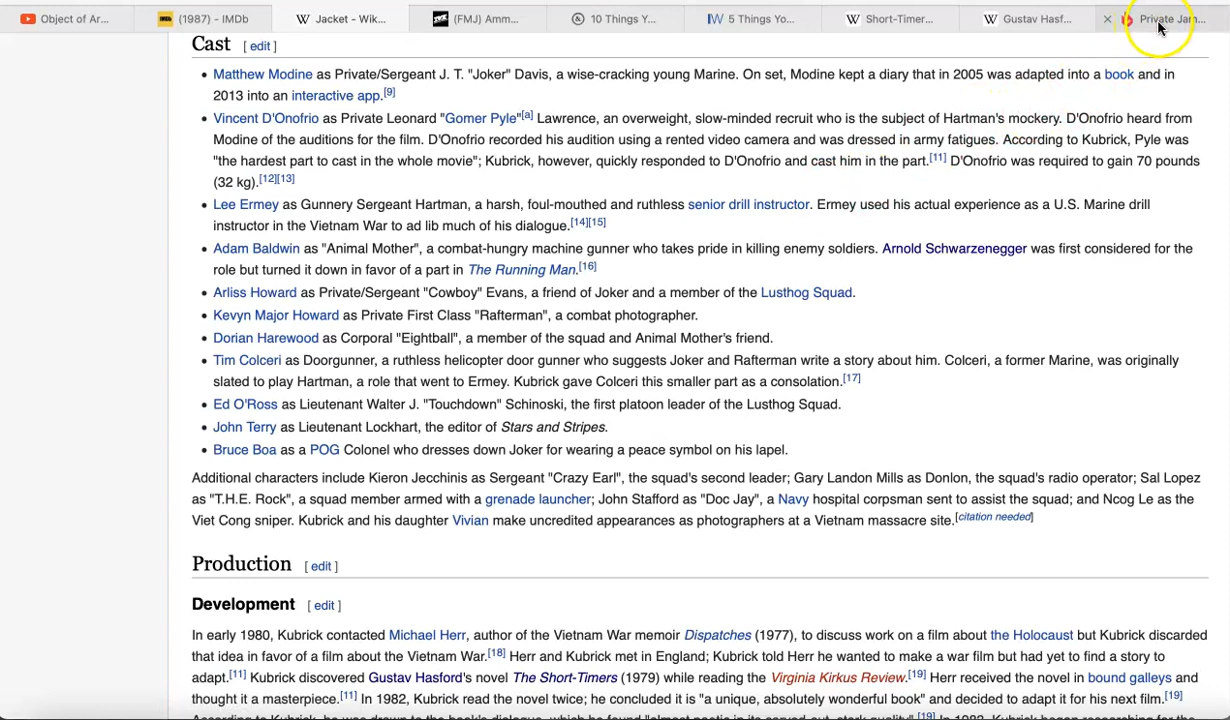 Object of Ar... (1987) - IMDb Jacket - Wik... (FMJ) Amm... 10 Things Y... 5 Things Yo... Short-Timer... Gustav Hasf... Private Jam...
Cast [ edit ]
• Matthew Modine as Private/Sergeant J. T. "Joker" Davis, a wise-cracking young Marine. On set, Modine kept a diary that in 2005 was adapted into a book and in
2013 into an interactive app.[9]
• Vincent D'Onofrio as Private Leonard "Gomer Pyle"[a] Lawrence, an overweight, slow-minded recruit who is the subject of Hartman's mockery. D'Onofrio heard from
Modine of the auditions for the film. D'Onofrio recorded his audition using a rented video camera and was dressed in army fatigues. According to Kubrick, Pyle was
"the hardest part to cast in the whole movie"; Kubrick, however, quickly responded to D'Onofrio and cast him in the part.[11] D'Onofrio was required to gain 70 pounds
(32 kg).[12][13]
• Lee Ermey as Gunnery Sergeant Hartman, a harsh, foul-mouthed and ruthless senior drill instructor. Ermey used his actual experience as a U.S. Marine drill
instructor in the Vietnam War to ad lib much of his dialogue.[14][15]
• Adam Baldwin as "Animal Mother", a combat-hungry machine gunner who takes pride in killing enemy soldiers. Arnold Schwarzenegger was first considered for the
role but turned it down in favor of a part in The Running Man.[16]
• Arliss Howard as Private/Sergeant "Cowboy" Evans, a friend of Joker and a member of the Lusthog Squad.
• Kevyn Major Howard as Private First Class "Rafterman", a combat photographer.
• Dorian Harewood as Corporal "Eightball", a member of the squad and Animal Mother's friend.
• Tim Colceri as Doorgunner, a ruthless helicopter door gunner who suggests Joker and Rafterman write a story about him. Colceri, a former Marine, was originally
slated to play Hartman, a role that went to Ermey. Kubrick gave Colceri this smaller part as a consolation.[17]
• Ed O'Ross as Lieutenant Walter J. "Touchdown" Schinoski, the first platoon leader of the Lusthog Squad.
• John Terry as Lieutenant Lockhart, the editor of Stars and Stripes.
• Bruce Boa as a POG Colonel who dresses down Joker for wearing a peace symbol on his lapel.
Additional characters include Kieron Jecchinis as Sergeant "Crazy Earl", the squad's second leader; Gary Landon Mills as Donlon, the squad's radio operator; Sal Lopez
as "T.H.E. Rock", a squad member armed with a grenade launcher; John Stafford as "Doc Jay", a Navy hospital corpsman sent to assist the squad; and Ncog Le as the
Viet Cong sniper. Kubrick and his daughter Vivian make uncredited appearances as photographers at a Vietnam massacre site.[citation needed]
Production [ edit ]
Development [ edit ]
In early 1980, Kubrick contacted Michael Herr, author of the Vietnam War memoir Dispatches (1977), to discuss work on a film about the Holocaust but Kubrick discarded
that idea in favor of a film about the Vietnam War.[18] Herr and Kubrick met in England; Kubrick told Herr he wanted to make a war film but had yet to find a story to
adapt.[11] Kubrick discovered Gustav Hasford's novel The Short-Timers (1979) while reading the Virginia Kirkus Review.[19] Herr received the novel in bound galleys and
thought it a masterpiece.[11] In 1982, Kubrick read the novel twice; he concluded it is "a unique, absolutely wonderful book" and decided to adapt it for his next film.[19]